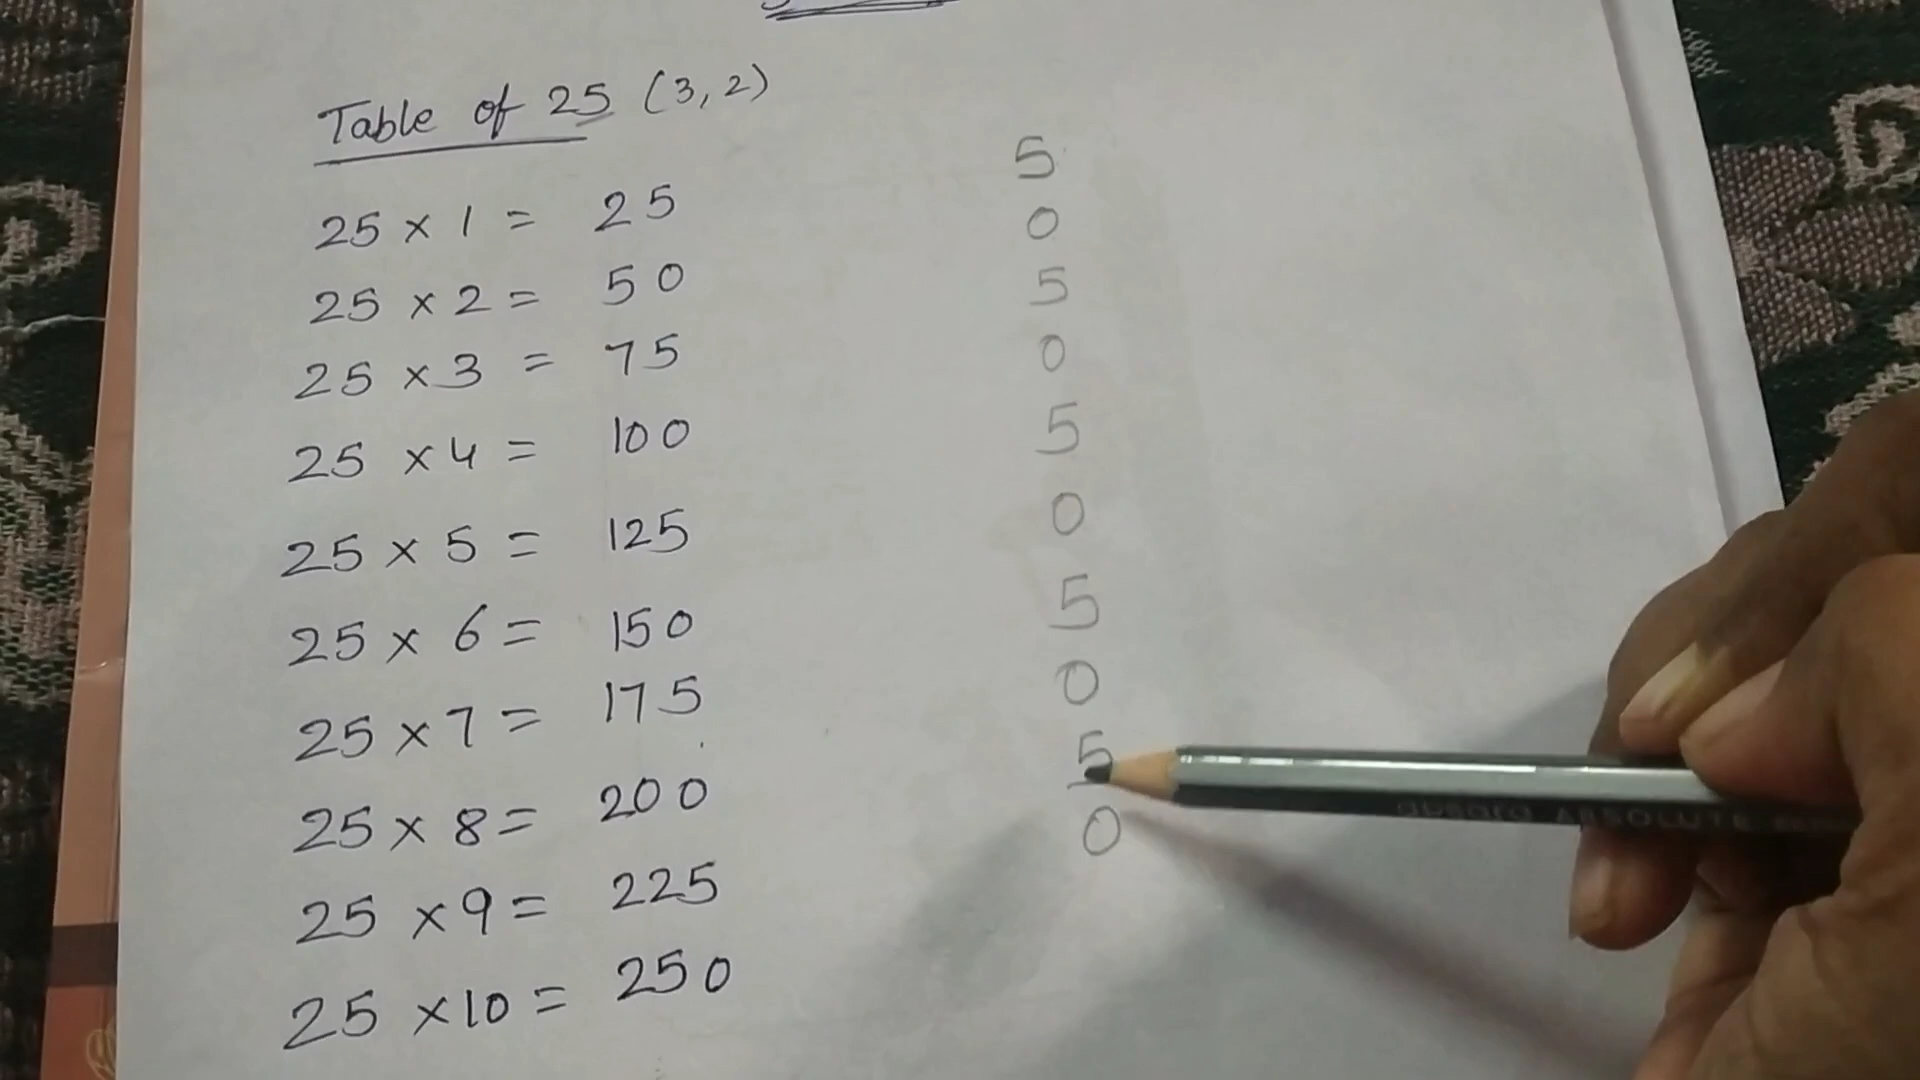 Table of 25 (3,2)
25 × 1 = 25
25 × 2 = 50
25 × 3 = 75
25 × 4 = 100
25 × 5 = 125
25 × 6 = 150
25 × 7 = 175
25 × 8 = 200
25 × 9 = 225
25 × 10 = 250
5
0
5
0
5
0
5
0
5
0
apsara ABSOLUTE